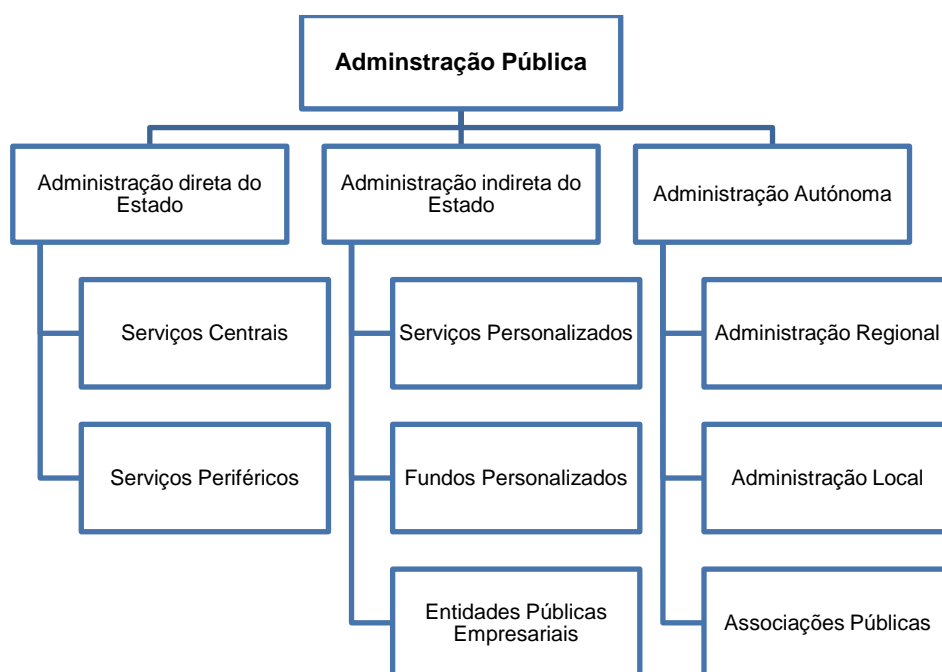 Adminstração Pública
Administração direta do
Estado
Serviços Centrais
Serviços Periféricos
Administração indireta do
Estado
Serviços Personalizados
Fundos Personalizados
Entidades Públicas
Empresariais
Administração Autónoma
Administração Regional
Administração Local
Associações Públicas